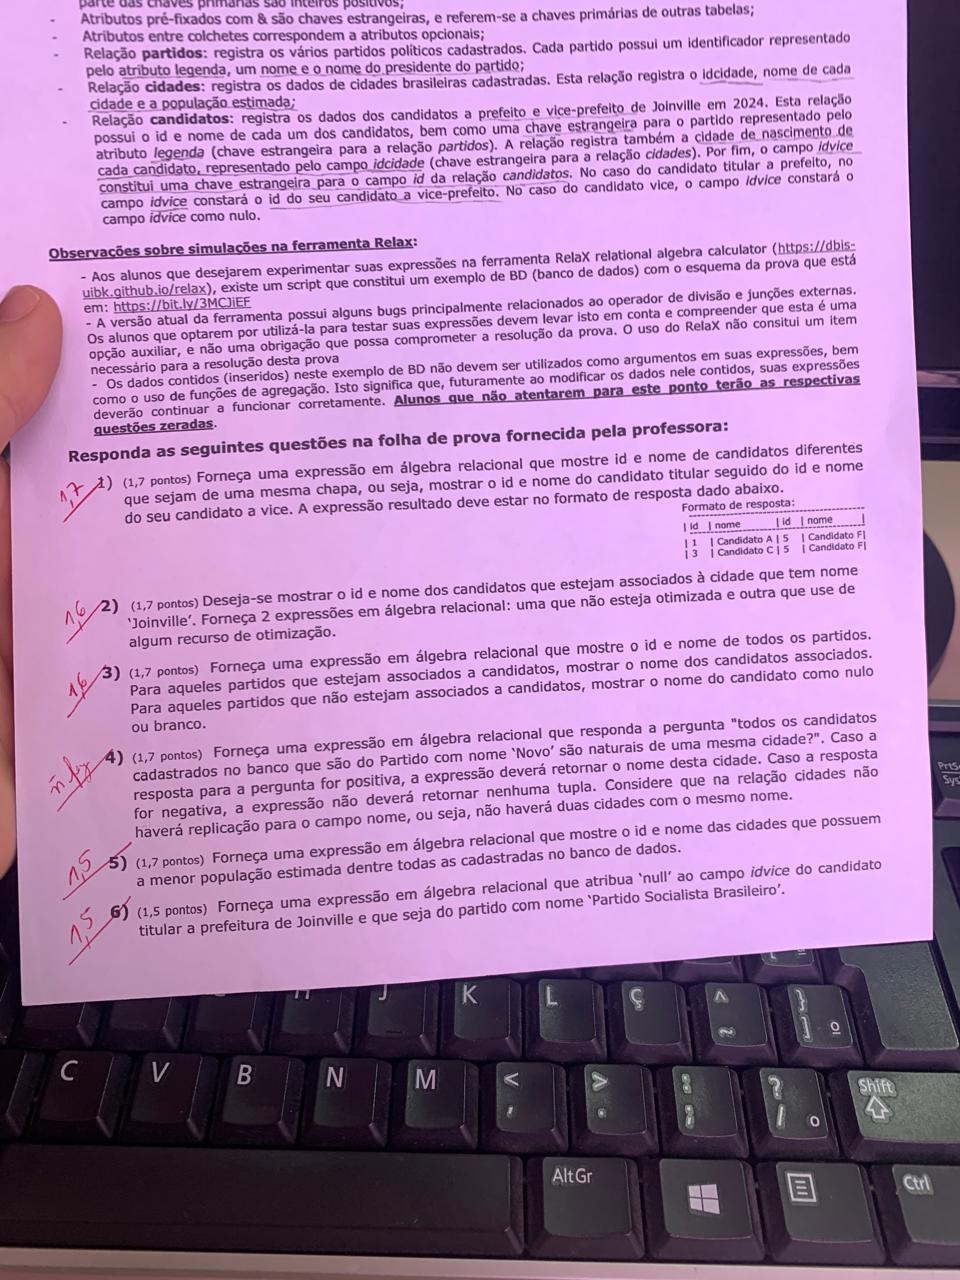 parte das chaves primárias são inteiros positivos;
- Atributos pré-fixados com & são chaves estrangeiras, e referem-se a chaves primárias de outras tabelas;
- Atributos entre colchetes correspondem a atributos opcionais;
- Relação partidos: registra os vários partidos políticos cadastrados. Cada partido possui um identificador representado
pelo atributo legenda, um nome e o nome do presidente do partido;
- Relação cidades: registra os dados de cidades brasileiras cadastradas. Esta relação registra o idcidade, nome de cada
cidade e a população estimada;
- Relação candidatos: registra os dados dos candidatos a prefeito e vice-prefeito de Joinville em 2024. Esta relação
possui o id e nome de cada um dos candidatos, bem como uma chave estrangeira para o partido representado pelo
atributo legenda (chave estrangeira para a relação partidos). A relação registra também a cidade de nascimento de
cada candidato, representado pelo campo idcidade (chave estrangeira para a relação cidades). Por fim, o campo idvice
constitui uma chave estrangeira para o campo id da relação candidatos. No caso do candidato titular a prefeito, no
campo idvice constará o id do seu candidato a vice-prefeito. No caso do candidato vice, o campo idvice constará o
campo idvice como nulo.
Observações sobre simulações na ferramenta Relax:
- Aos alunos que desejarem experimentar suas expressões na ferramenta RelaX relational algebra calculator (https://dbis-
uibk.github.io/relax), existe um script que constitui um exemplo de BD (banco de dados) com o esquema da prova que está
em: https://bit.ly/3MCJiEF
- A versão atual da ferramenta possui alguns bugs principalmente relacionados ao operador de divisão e junções externas.
Os alunos que optarem por utilizá-la para testar suas expressões devem levar isto em conta e compreender que esta é uma
opção auxiliar, e não uma obrigação que possa comprometer a resolução da prova. O uso do RelaX não consitui um item
necessário para a resolução desta prova
- Os dados contidos (inseridos) neste exemplo de BD não devem ser utilizados como argumentos em suas expressões, bem
como o uso de funções de agregação. Isto significa que, futuramente ao modificar os dados nele contidos, suas expressões
deverão continuar a funcionar corretamente. Alunos que não atentarem para este ponto terão as respectivas
questões zeradas.
Responda as seguintes questões na folha de prova fornecida pela professora:
1,7 1) (1,7 pontos) Forneça uma expressão em álgebra relacional que mostre id e nome de candidatos diferentes
que sejam de uma mesma chapa, ou seja, mostrar o id e nome do candidato titular seguido do id e nome
do seu candidato a vice. A expressão resultado deve estar no formato de resposta dado abaixo.
Formato de resposta:
| id | nome | id | nome |
| 1 | Candidato A | 5 | Candidato F|
| 3 | Candidato C | 5 | Candidato F|
1,6 2) (1,7 pontos) Deseja-se mostrar o id e nome dos candidatos que estejam associados à cidade que tem nome
'Joinville'. Forneça 2 expressões em álgebra relacional: uma que não esteja otimizada e outra que use de
algum recurso de otimização.
1,6 3) (1,7 pontos) Forneça uma expressão em álgebra relacional que mostre o id e nome de todos os partidos.
Para aqueles partidos que estejam associados a candidatos, mostrar o nome dos candidatos associados.
Para aqueles partidos que não estejam associados a candidatos, mostrar o nome do candidato como nulo
ou branco.
ñ fez 4) (1,7 pontos) Forneça uma expressão em álgebra relacional que responda a pergunta "todos os candidatos
cadastrados no banco que são do Partido com nome 'Novo' são naturais de uma mesma cidade?". Caso a
resposta para a pergunta for positiva, a expressão deverá retornar o nome desta cidade. Caso a resposta
for negativa, a expressão não deverá retornar nenhuma tupla. Considere que na relação cidades não
haverá replicação para o campo nome, ou seja, não haverá duas cidades com o mesmo nome.
1,5 5) (1,7 pontos) Forneça uma expressão em álgebra relacional que mostre o id e nome das cidades que possuem
a menor população estimada dentre todas as cadastradas no banco de dados.
1,5 6) (1,5 pontos) Forneça uma expressão em álgebra relacional que atribua 'null' ao campo idvice do candidato
titular a prefeitura de Joinville e que seja do partido com nome 'Partido Socialista Brasileiro'.
J K L Ç ^ ~ } ] º
PrtSc
Sys
C V B N M < , > . : ; ? / ° Shift
AltGr Ctrl